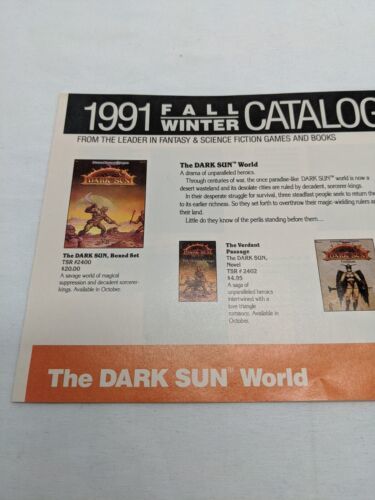 1991 FALL WINTER CATALOG
FROM THE LEADER IN FANTASY & SCIENCE FICTION GAMES AND BOOKS
The DARK SUN™ World
A drama of unparalleled heroics.
Through centuries of war, the once paradise-like DARK SUN™ world is now a
desert wasteland and its desolate cities are ruled by decadent, sorcerer-kings.
In their desperate struggle for survival, three steadfast people seek to return the
to its earlier richness. So they set forth to overthrow their magic-wielding rulers a
their land.
Little do they know of the perils standing before them...
DARK SUN
The DARK SUN, Boxed Set
TSR #2400
$20.00
A savage world of magical
suppression and decadent sorcerer-
kings. Available in October.
DARK SUN
The Verdant
Passage
The DARK SUN,
Novel
TSR # 2402
$4.95
A saga of
unparalleled heroics
intertwined with a
love triangle
romance. Available
in October.
DARK SUN
The DARK SUN™ World